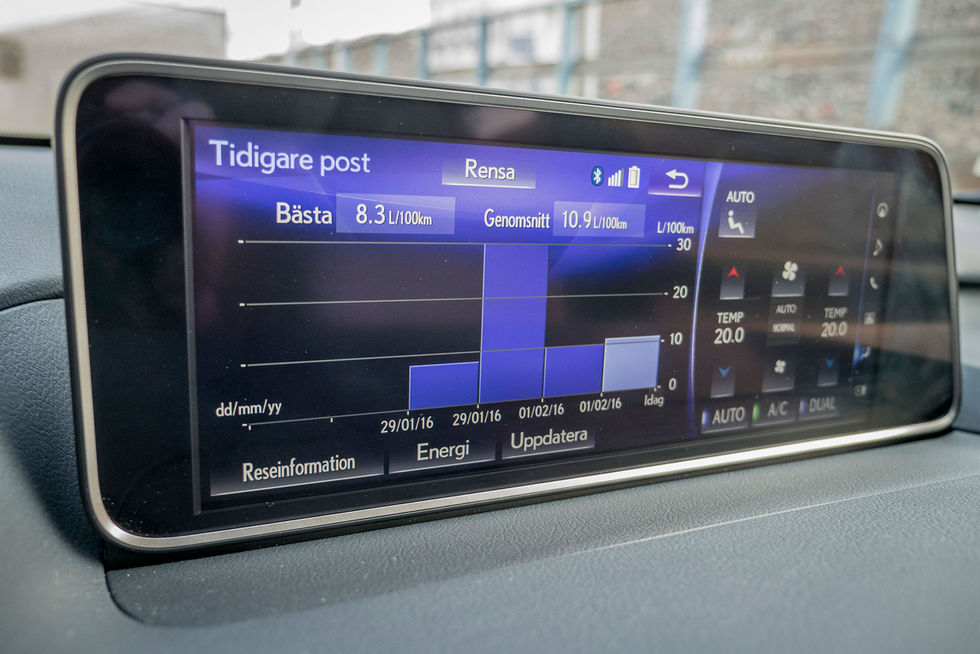 Tidigare post
Rensa
Bästa 8.3 L/100km
Genomsnitt 10.9 L/100km
L/100km
30
20
10
0
dd/mm/yy
29/01/16 29/01/16 01/02/16 01/02/16 Idag
Reseinformation Energi Uppdatera
AUTO
TEMP
20.0
AUTO
NORMAL
TEMP
20.0
AUTO A/C DUAL